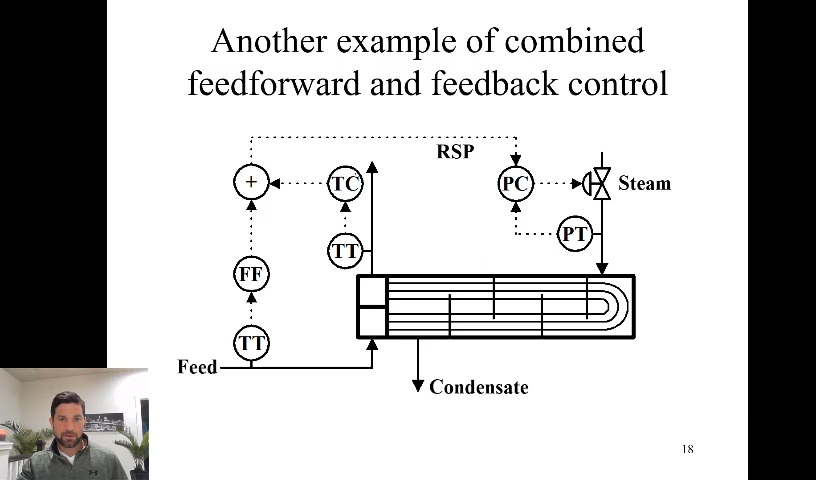 Another example of combined
feedforward and feedback control
RSP
+
TC
PC
Steam
TT
PT
FF
TT
Feed
Condensate
18